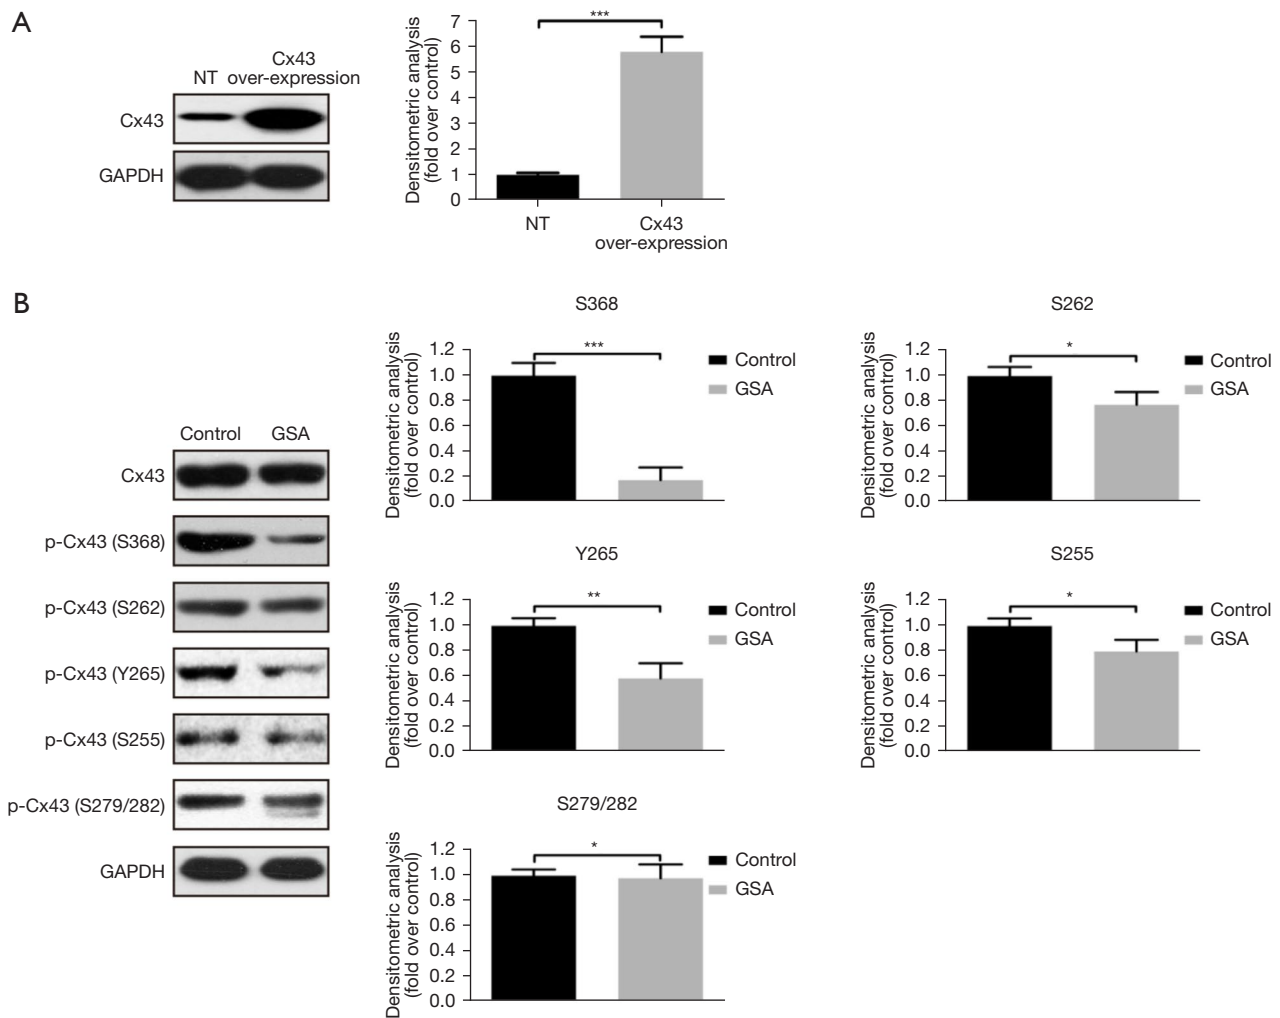 A
NT
Cx43
over-expression
Cx43
GAPDH
Densitometric analysis
(fold over control)
7
6
5
4
3
2
1
0
***
NT
Cx43
over-expression
B
Control
GSA
Cx43
p-Cx43 (S368)
p-Cx43 (S262)
p-Cx43 (Y265)
p-Cx43 (S255)
p-Cx43 (S279/282)
GAPDH
S368
Densitometric analysis
(fold over control)
1.2
1.0
0.8
0.6
0.4
0.2
0.0
***
Control
GSA
S262
Densitometric analysis
(fold over control)
1.2
1.0
0.8
0.6
0.4
0.2
0.0
*
Control
GSA
Y265
Densitometric analysis
(fold over control)
1.2
1.0
0.8
0.6
0.4
0.2
0.0
**
Control
GSA
S255
Densitometric analysis
(fold over control)
1.2
1.0
0.8
0.6
0.4
0.2
0.0
*
Control
GSA
S279/282
Densitometric analysis
(fold over control)
1.2
1.0
0.8
0.6
0.4
0.2
0.0
*
Control
GSA